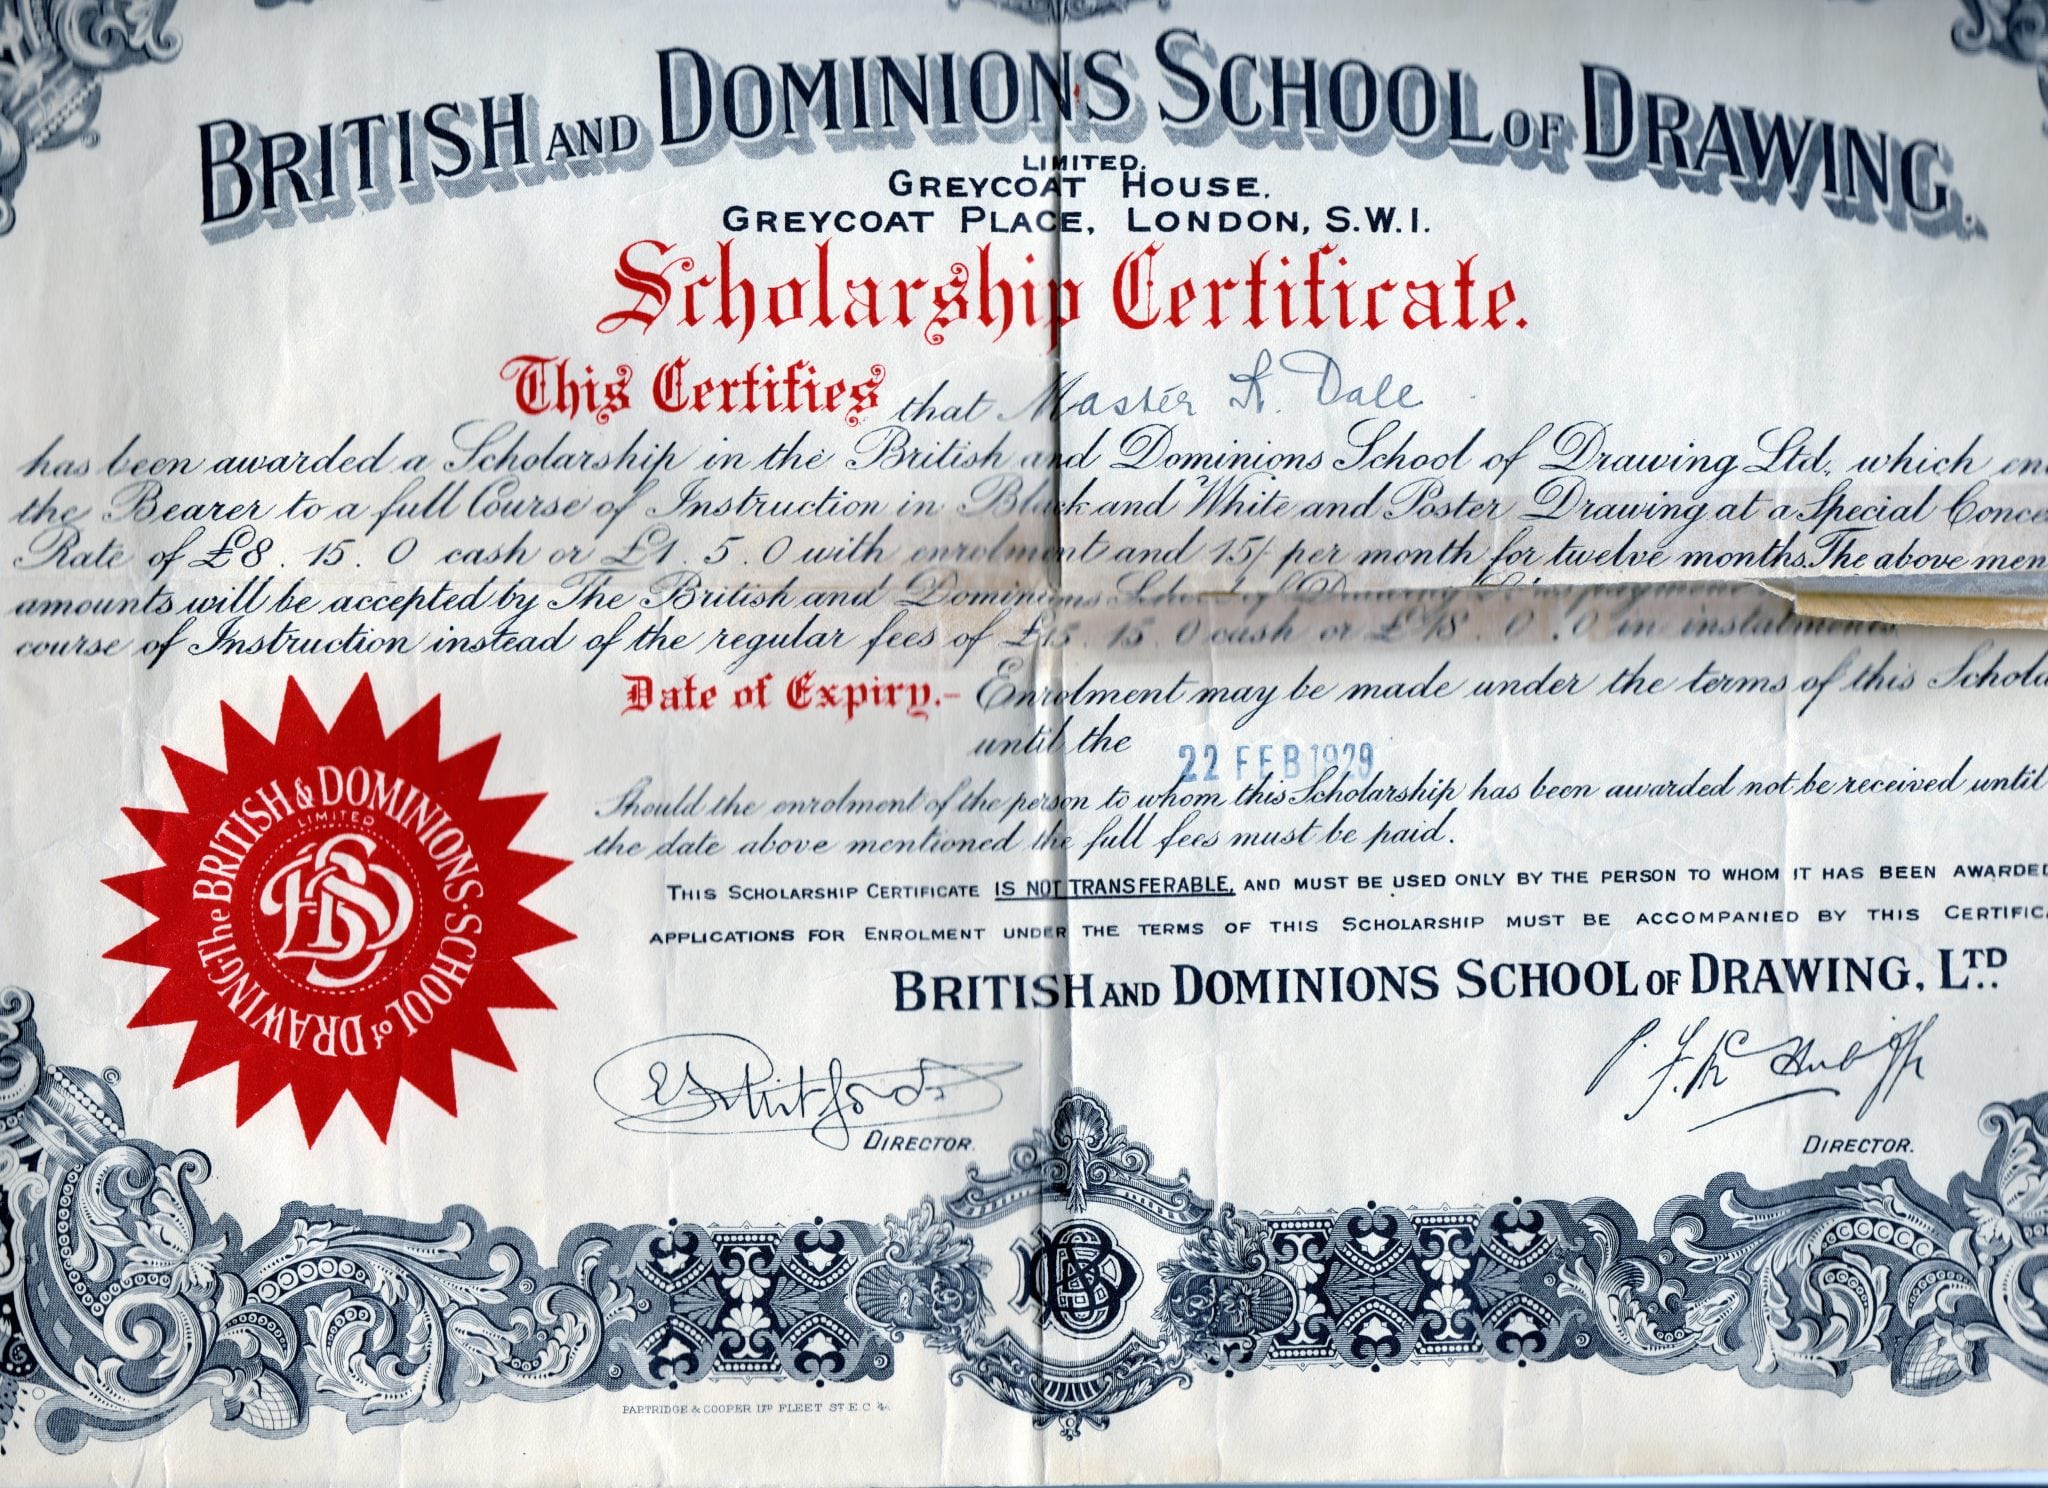 BRITISH AND DOMINIONS SCHOOL OF DRAWING.
LIMITED.
GREYCOAT HOUSE.
GREYCOAT PLACE, LONDON, S.W.1.
Scholarship Certificate.
This Certifies that Master R. Dale
has been awarded a Scholarship in the British and Dominions School of Drawing Ltd. which en
the Bearer to a full Course of Instruction in Black and White and Poster Drawing at a Special Conce
Rate of £8 . 15 . 0 cash or £1 . 5 . 0 with enrolment and 15/- per month for twelve months. The above men
amounts will be accepted by The British and Dominions School of Drawing
course of Instruction instead of the regular fees of £15 . 15 . 0 cash or £18 . 0 . 0 in instalments.
Date of Expiry.- Enrolment may be made under the terms of this Schola
until the 22 FEB 1929
Should the enrolment of the person to whom this Scholarship has been awarded not be received until
the date above mentioned the full fees must be paid.
THIS SCHOLARSHIP CERTIFICATE IS NOT TRANSFERABLE, AND MUST BE USED ONLY BY THE PERSON TO WHOM IT HAS BEEN AWARDED
APPLICATIONS FOR ENROLMENT UNDER THE TERMS OF THIS SCHOLARSHIP MUST BE ACCOMPANIED BY THIS CERTIFICA
BRITISH AND DOMINIONS SCHOOL OF DRAWING, LTD.
The BRITISH & DOMINIONS · SCHOOL of DRAWING ·
LIMITED
DIRECTOR.
DIRECTOR.
PARTRIDGE & COOPER LTD FLEET ST E.C. 4